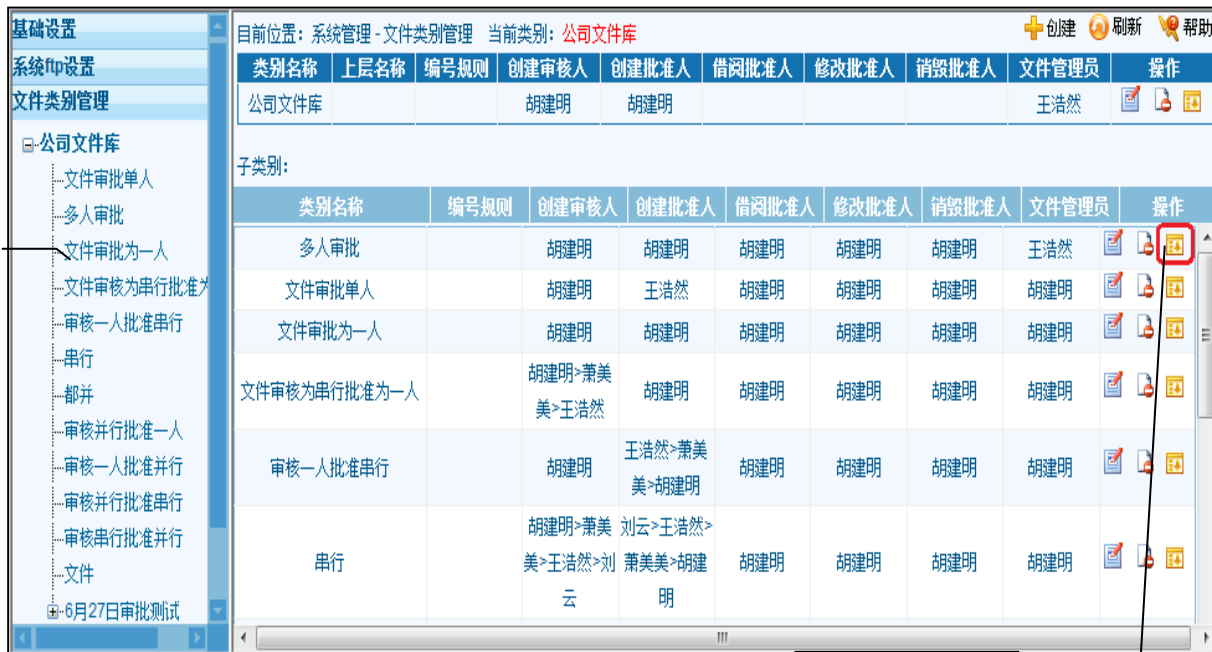 基础设置
系统ftp设置
文件类别管理
公司文件库
文件审批单人
多人审批
文件审批为一人
文件审核为串行批准为
审核一人批准串行
串行
都并
审核并行批准一人
审核一人批准并行
审核并行批准串行
审核串行批准并行
文件
6月27日审批测试
目前位置：系统管理-文件类别管理 当前类别：公司文件库 创建 刷新 帮助
类别名称 上层名称 编号规则 创建审核人 创建批准人 借阅批准人 修改批准人 销毁批准人 文件管理员 操作
公司文件库 胡建明 胡建明 王浩然
子类别：
类别名称 编号规则 创建审核人 创建批准人 借阅批准人 修改批准人 销毁批准人 文件管理员 操作
多人审批 胡建明 胡建明 胡建明 胡建明 胡建明 王浩然
文件审批单人 胡建明 王浩然 胡建明 胡建明 胡建明 胡建明
文件审批为一人 胡建明 胡建明 胡建明 胡建明 胡建明 胡建明
文件审核为串行批准为一人 胡建明>萧美美>王浩然 胡建明 胡建明 胡建明 胡建明 胡建明
审核一人批准串行 胡建明 王浩然>萧美美>胡建明 胡建明 胡建明 胡建明 胡建明
串行 胡建明>萧美美>王浩然>刘云 刘云>王浩然>萧美美>胡建明 胡建明 胡建明 胡建明 胡建明